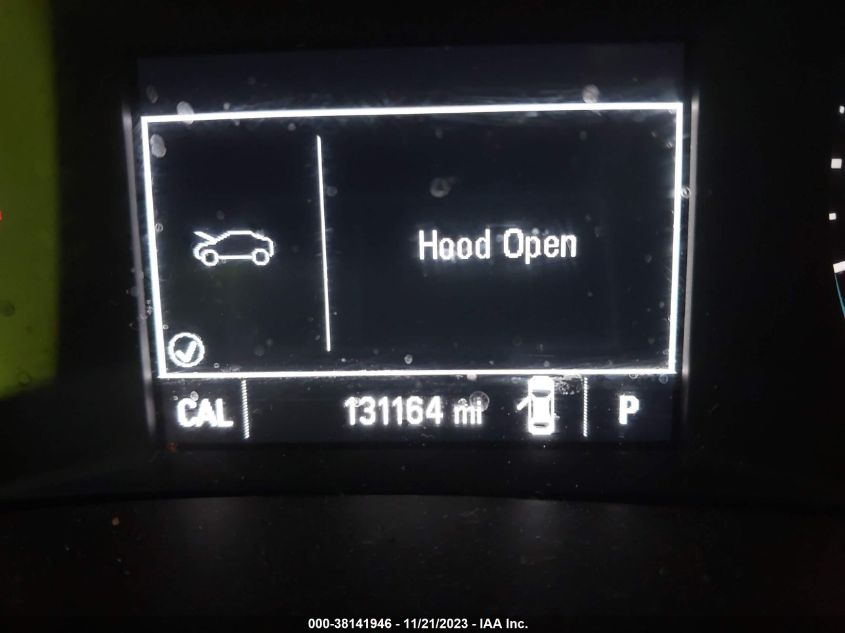 Hood Open
CAL 131164 mi P
000-38141946 - 11/21/2023 - IAA Inc.